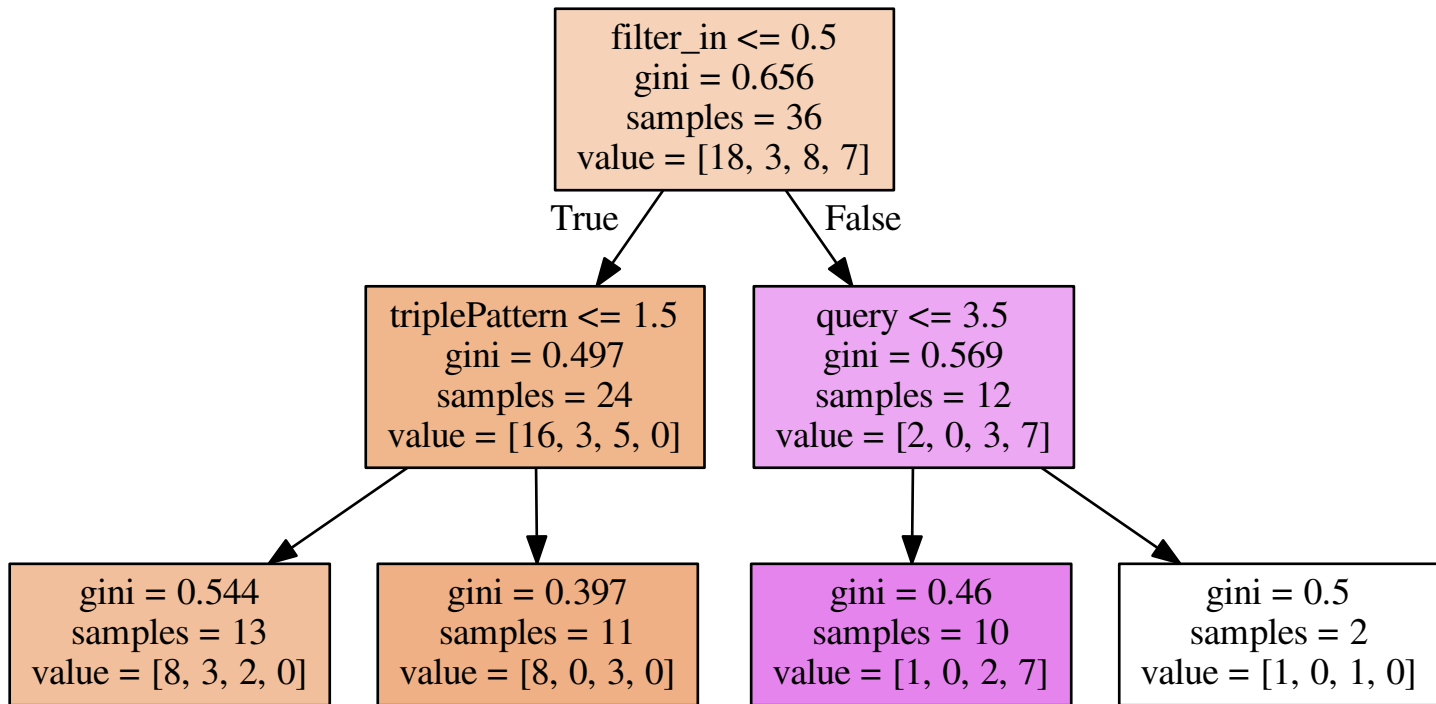 filter_in <= 0.5
gini = 0.656
samples = 36
value = [18, 3, 8, 7]
True
False
triplePattern <= 1.5
gini = 0.497
samples = 24
value = [16, 3, 5, 0]
query <= 3.5
gini = 0.569
samples = 12
value = [2, 0, 3, 7]
gini = 0.544
samples = 13
value = [8, 3, 2, 0]
gini = 0.397
samples = 11
value = [8, 0, 3, 0]
gini = 0.46
samples = 10
value = [1, 0, 2, 7]
gini = 0.5
samples = 2
value = [1, 0, 1, 0]